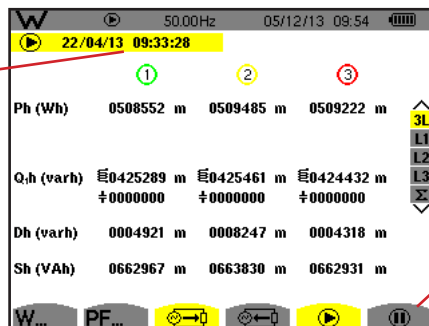 W 50.00Hz 05/12/13 09:54
22/04/13 09:33:28
1 2 3
Ph (Wh) 0508552 m 0509485 m 0509222 m
3L
L1
L2
Q₁h (varh) 0425289 m 0425461 m 0424432 m
L3
÷0000000 ÷0000000 ÷0000000
Σ
Dh (varh) 0004921 m 0008247 m 0004318 m
Sh (VAh) 0662967 m 0663830 m 0662931 m
W... PF...